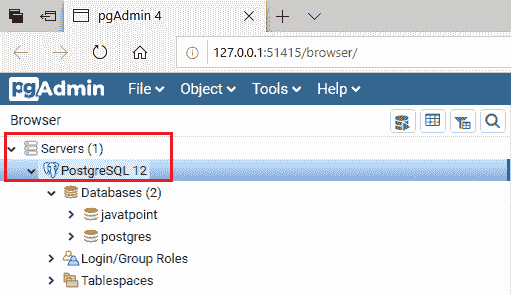 pgAdmin 4
127.0.0.1:51415/browser/
pgAdmin File Object Tools Help
Browser
Servers (1)
PostgreSQL 12
Databases (2)
javatpoint
postgres
Login/Group Roles
Tablespaces